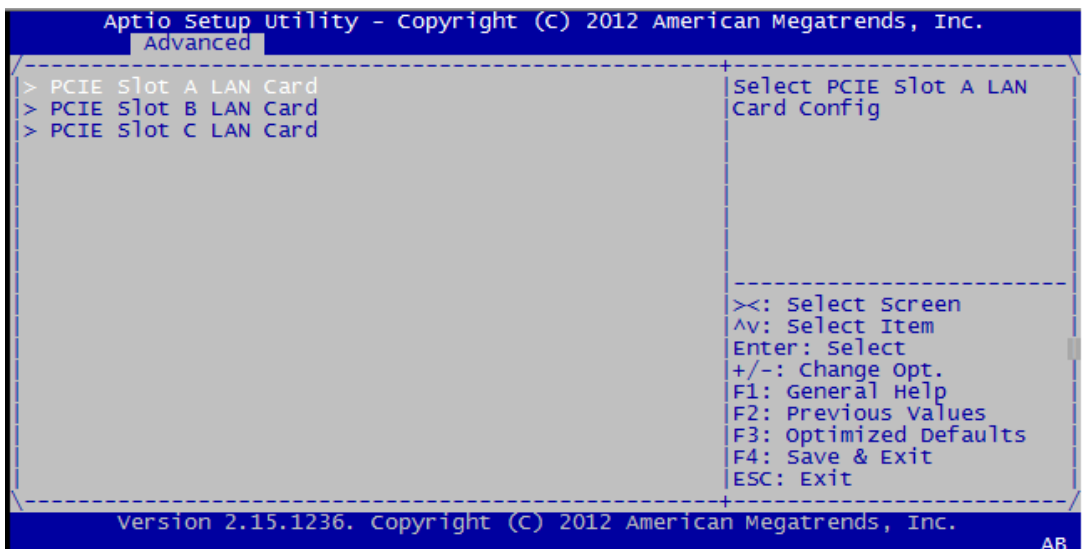 Aptio Setup Utility - Copyright (C) 2012 American Megatrends, Inc.
Advanced
> PCIE Slot A LAN Card
> PCIE Slot B LAN Card
> PCIE Slot C LAN Card
Select PCIE Slot A LAN
Card Config
><: Select Screen
^v: Select Item
Enter: Select
+/-: Change Opt.
F1: General Help
F2: Previous Values
F3: Optimized Defaults
F4: Save & Exit
ESC: Exit
Version 2.15.1236. Copyright (C) 2012 American Megatrends, Inc.
AB